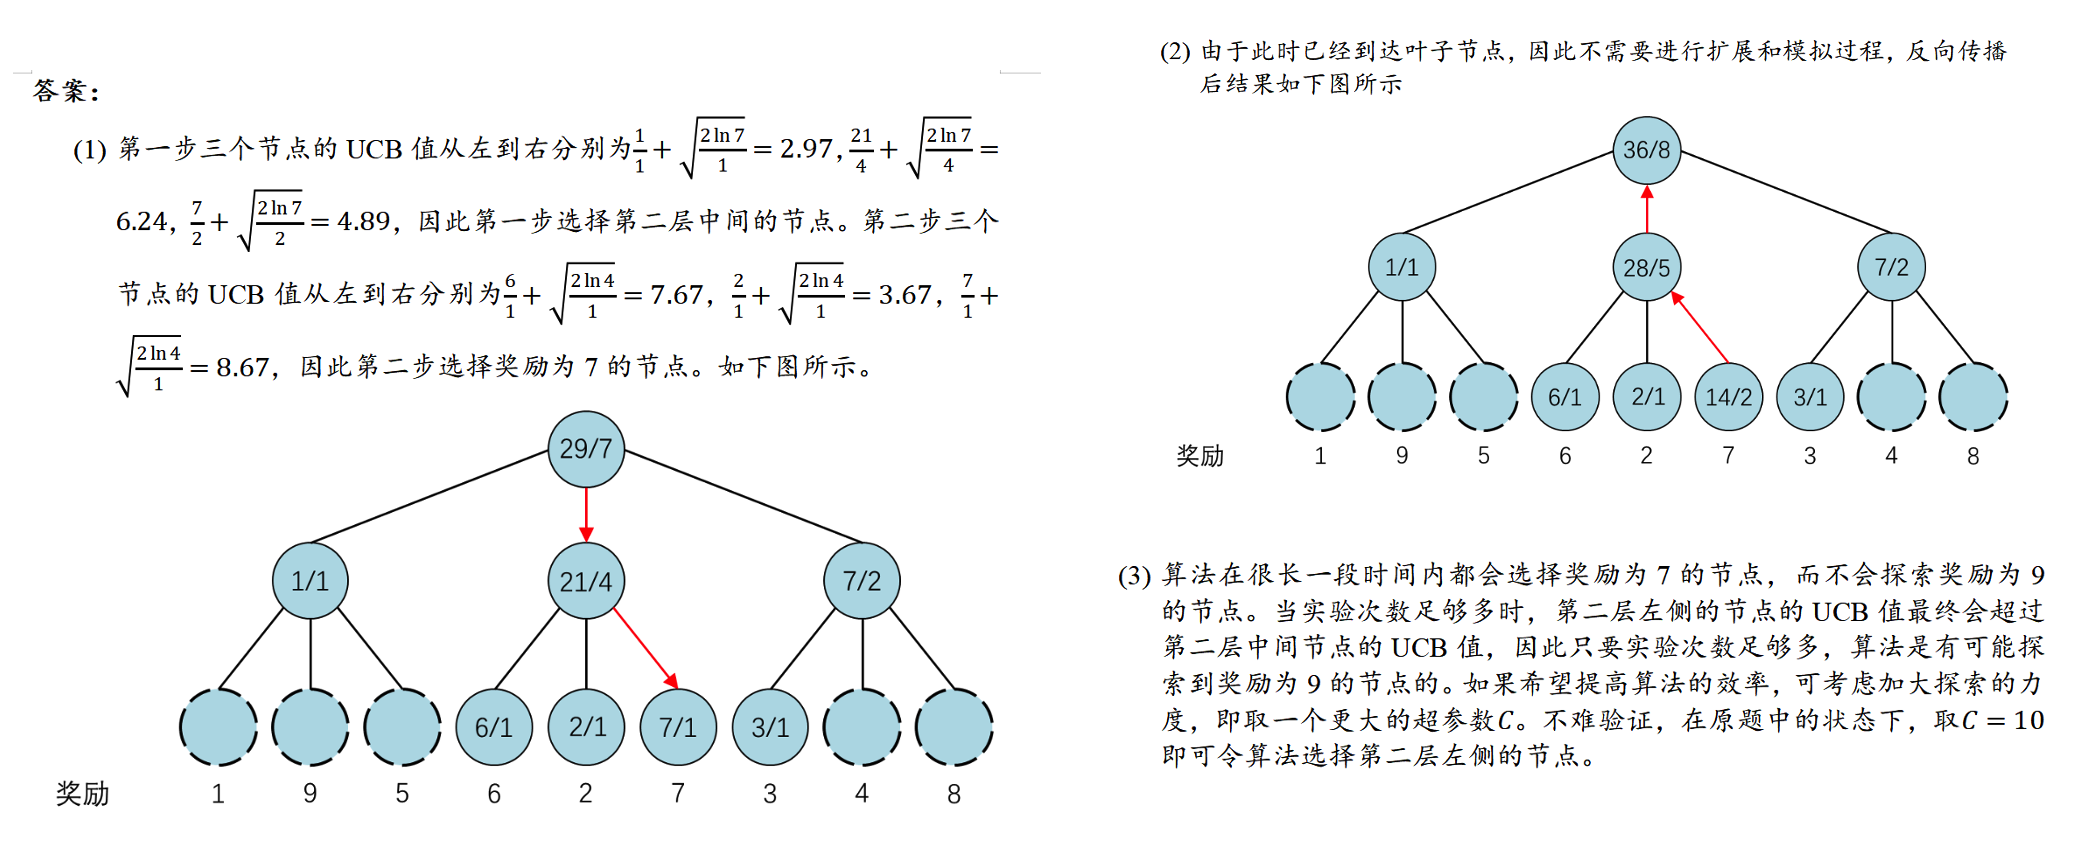 答案：
(1) 第一步三个节点的 UCB 值从左到右分别为$\frac{1}{1}+\sqrt{\frac{2\ln 7}{1}}=2.97, \frac{21}{4}+\sqrt{\frac{2\ln 7}{4}}=$
$6.24, \frac{7}{2}+\sqrt{\frac{2\ln 7}{2}}=4.89$，因此第一步选择第二层中间的节点。第二步三个
节点的 UCB 值从左到右分别为$\frac{6}{1}+\sqrt{\frac{2\ln 4}{1}}=7.67，\frac{2}{1}+\sqrt{\frac{2\ln 4}{1}}=3.67，\frac{7}{1}+$
$\sqrt{\frac{2\ln 4}{1}}=8.67$，因此第二步选择奖励为 7 的节点。如下图所示。
29/7
1/1 21/4 7/2
6/1 2/1 7/1 3/1
奖励 1 9 5 6 2 7 3 4 8
(2) 由于此时已经到达叶子节点，因此不需要进行扩展和模拟过程，反向传播
后结果如下图所示
36/8
1/1 28/5 7/2
6/1 2/1 14/2 3/1
奖励 1 9 5 6 2 7 3 4 8
(3) 算法在很长一段时间内都会选择奖励为 7 的节点，而不会探索奖励为 9
的节点。当实验次数足够多时，第二层左侧的节点的 UCB 值最终会超过
第二层中间节点的 UCB 值，因此只要实验次数足够多，算法是有可能探
索到奖励为 9 的节点的。如果希望提高算法的效率，可考虑加大探索的力
度，即取一个更大的超参数C。不难验证，在原题中的状态下，取C = 10
即可令算法选择第二层左侧的节点。